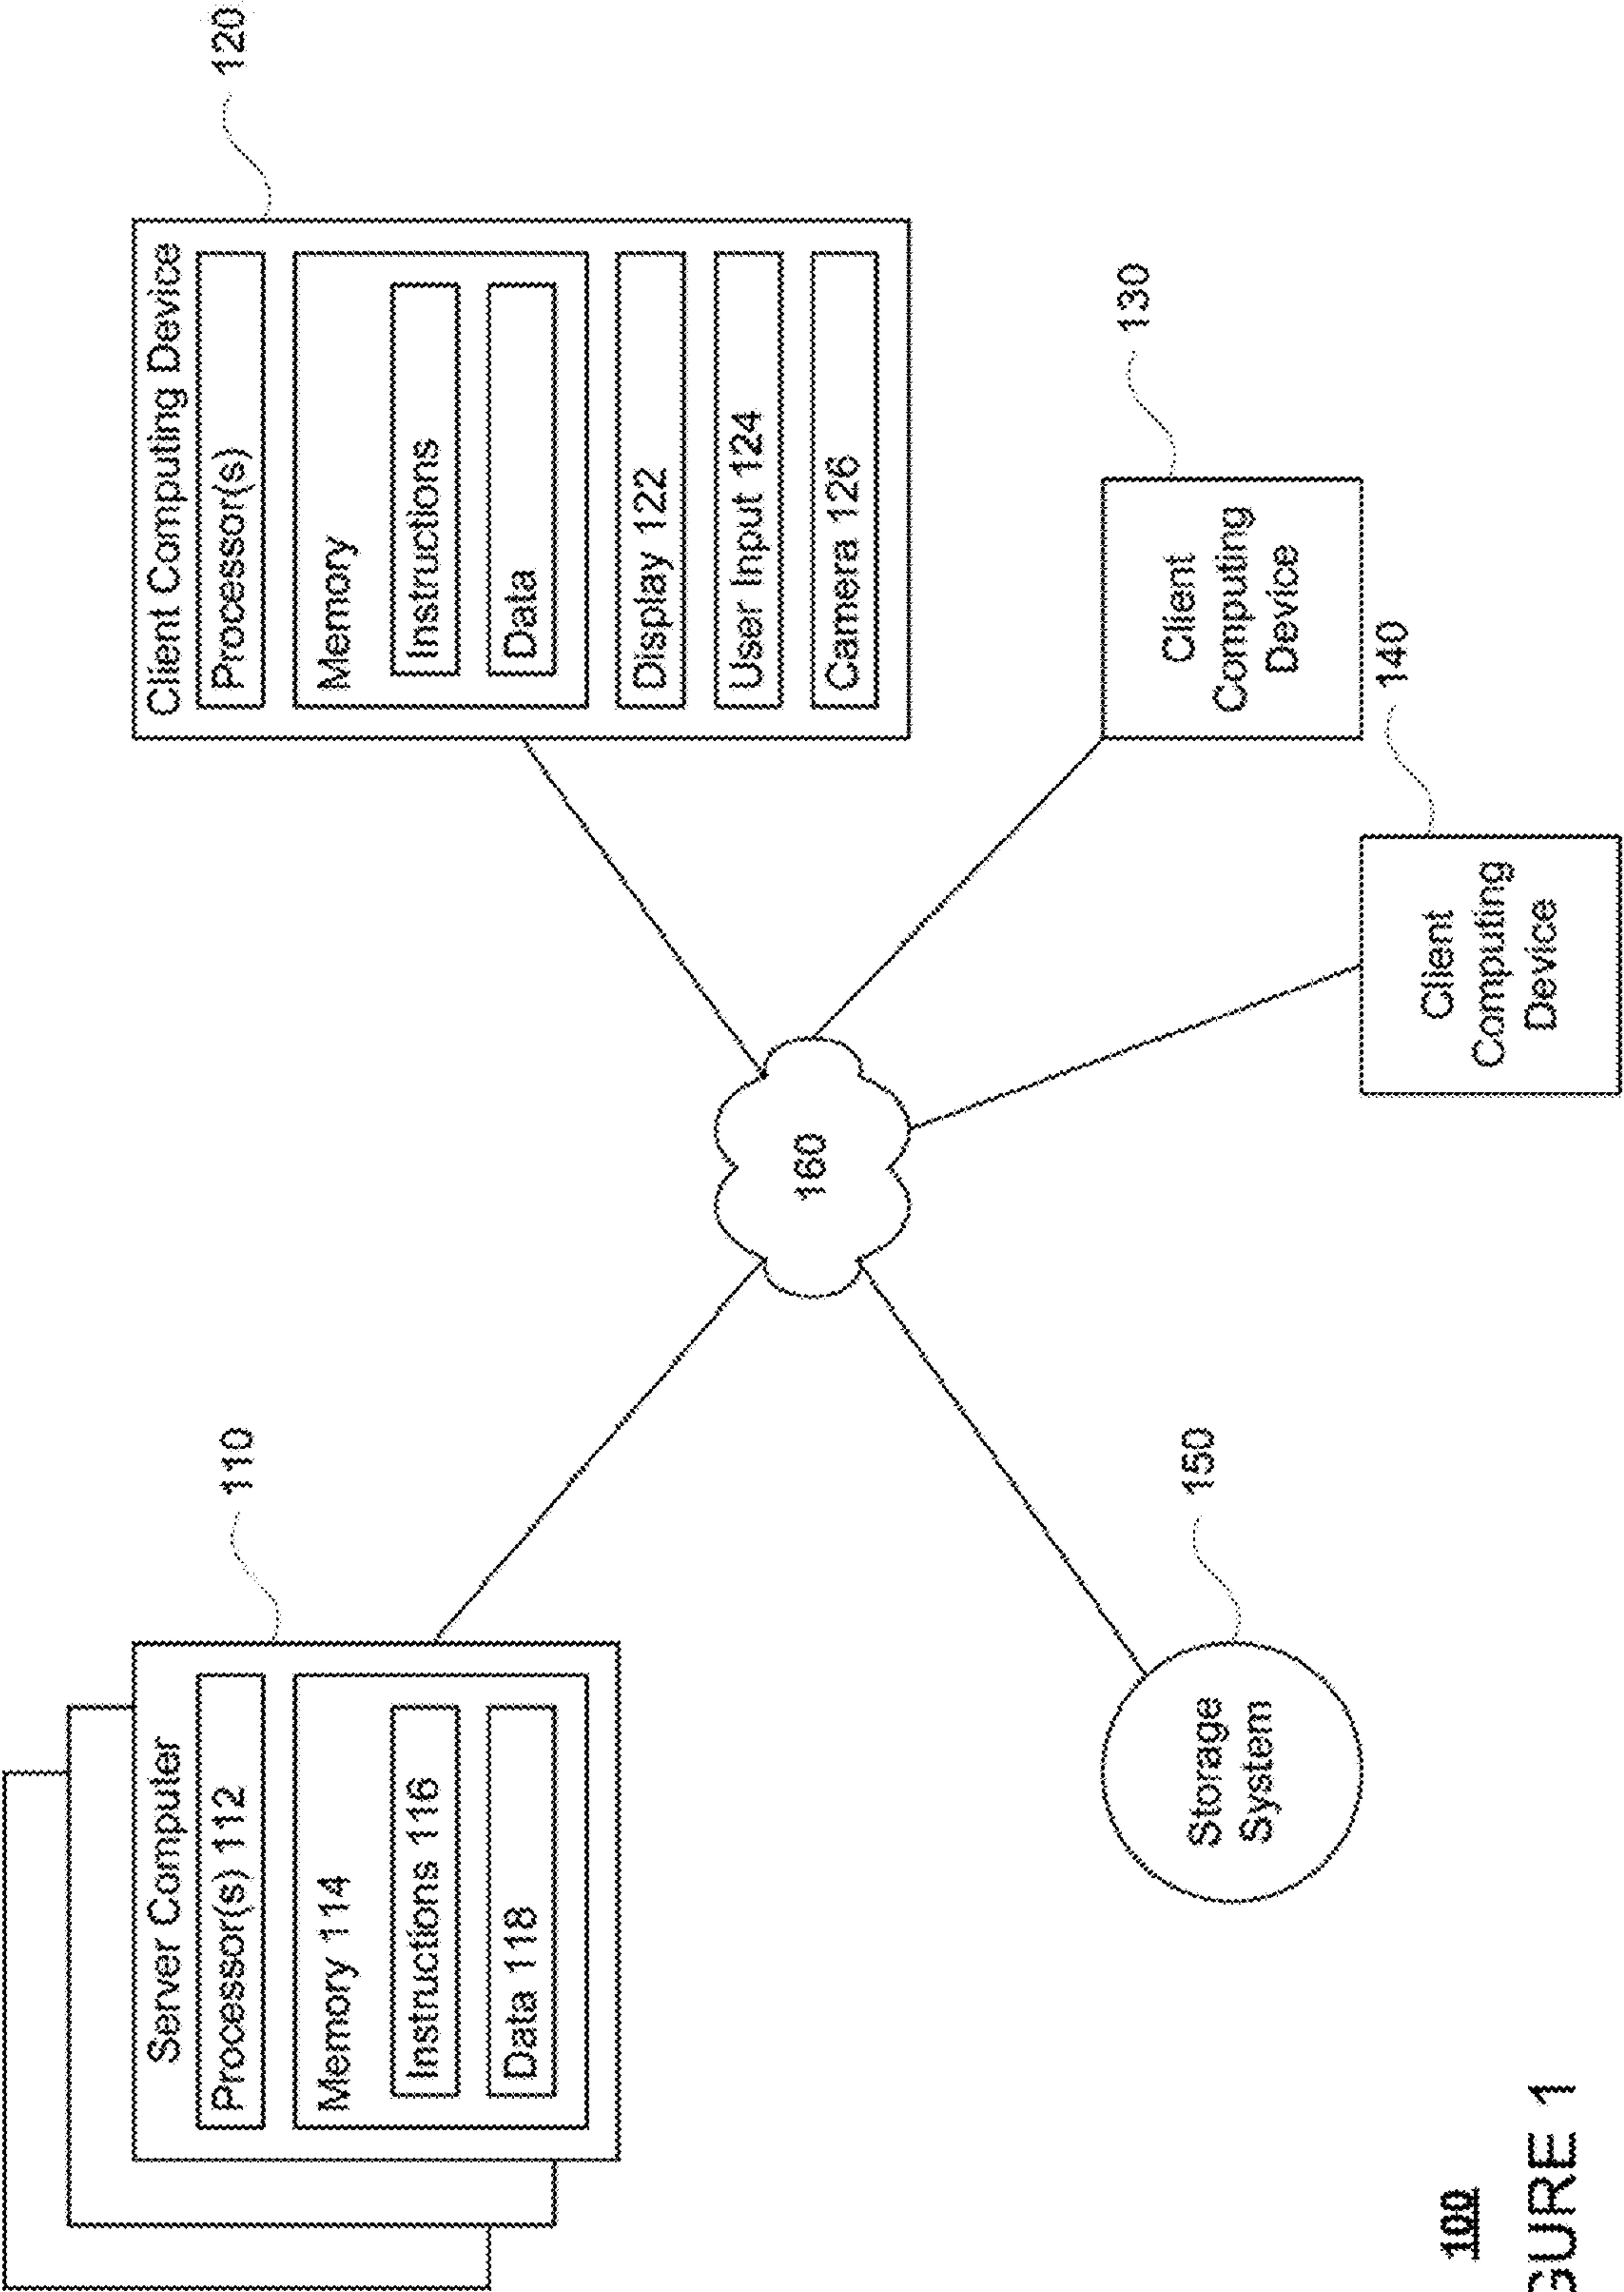 Server Computer
110
Processor(s) 112
Memory 114
Instructions 116
Data 118
Client Computing Device
120
Processor(s)
Memory
Instructions
Data
Display 122
User Input 124
Camera 126
160
Client
Computing
Device
130
Client
Computing
Device
140
Storage
System
150
100
GURE 1